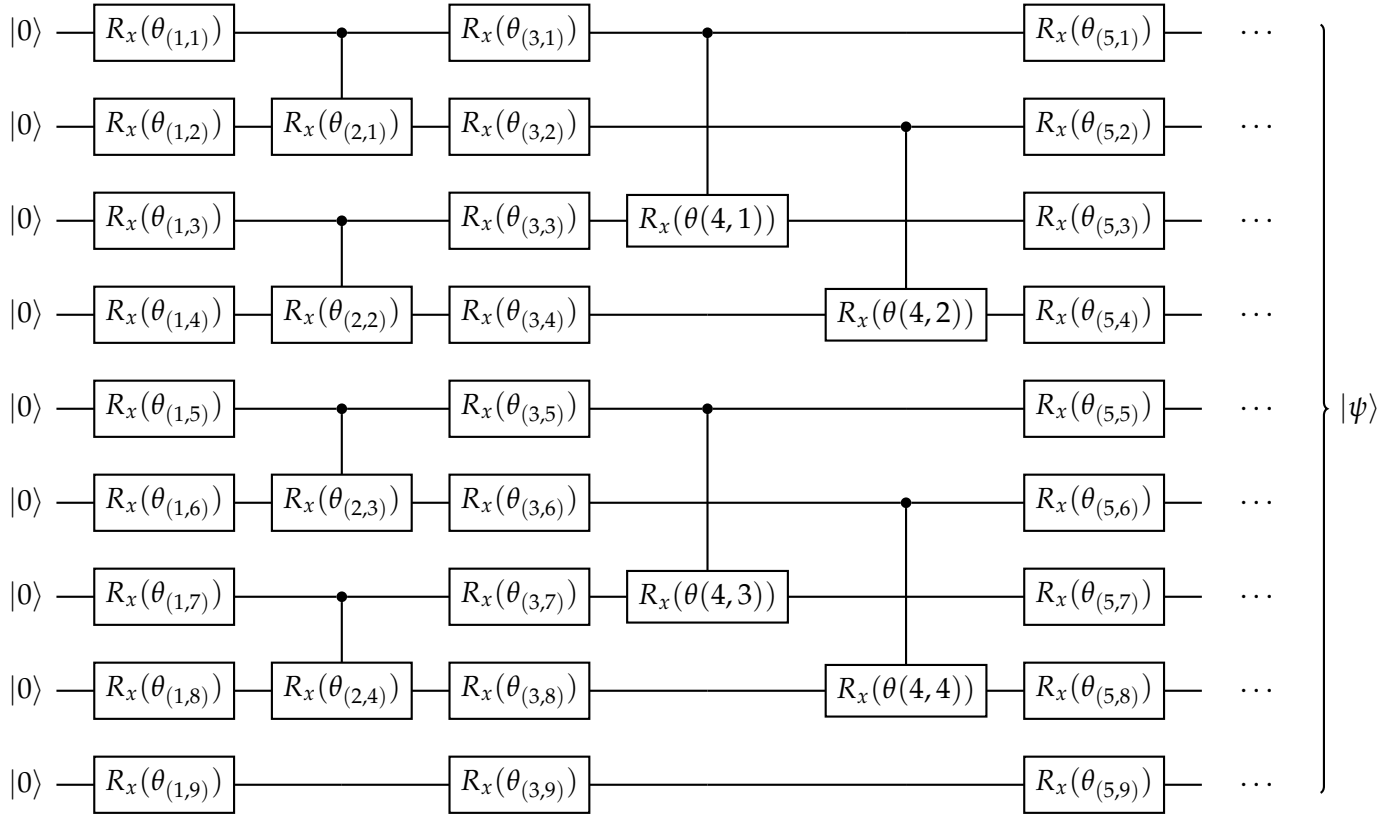 |0⟩ R_x(θ_(1,1)) R_x(θ_(3,1)) R_x(θ_(5,1)) ···
|0⟩ R_x(θ_(1,2)) R_x(θ_(2,1)) R_x(θ_(3,2)) R_x(θ_(5,2)) ···
|0⟩ R_x(θ_(1,3)) R_x(θ_(3,3)) R_x(θ(4, 1)) R_x(θ_(5,3)) ···
|0⟩ R_x(θ_(1,4)) R_x(θ_(2,2)) R_x(θ_(3,4)) R_x(θ(4, 2)) R_x(θ_(5,4)) ···
|0⟩ R_x(θ_(1,5)) R_x(θ_(3,5)) R_x(θ_(5,5)) ··· |ψ⟩
|0⟩ R_x(θ_(1,6)) R_x(θ_(2,3)) R_x(θ_(3,6)) R_x(θ_(5,6)) ···
|0⟩ R_x(θ_(1,7)) R_x(θ_(3,7)) R_x(θ(4, 3)) R_x(θ_(5,7)) ···
|0⟩ R_x(θ_(1,8)) R_x(θ_(2,4)) R_x(θ_(3,8)) R_x(θ(4, 4)) R_x(θ_(5,8)) ···
|0⟩ R_x(θ_(1,9)) R_x(θ_(3,9)) R_x(θ_(5,9)) ···